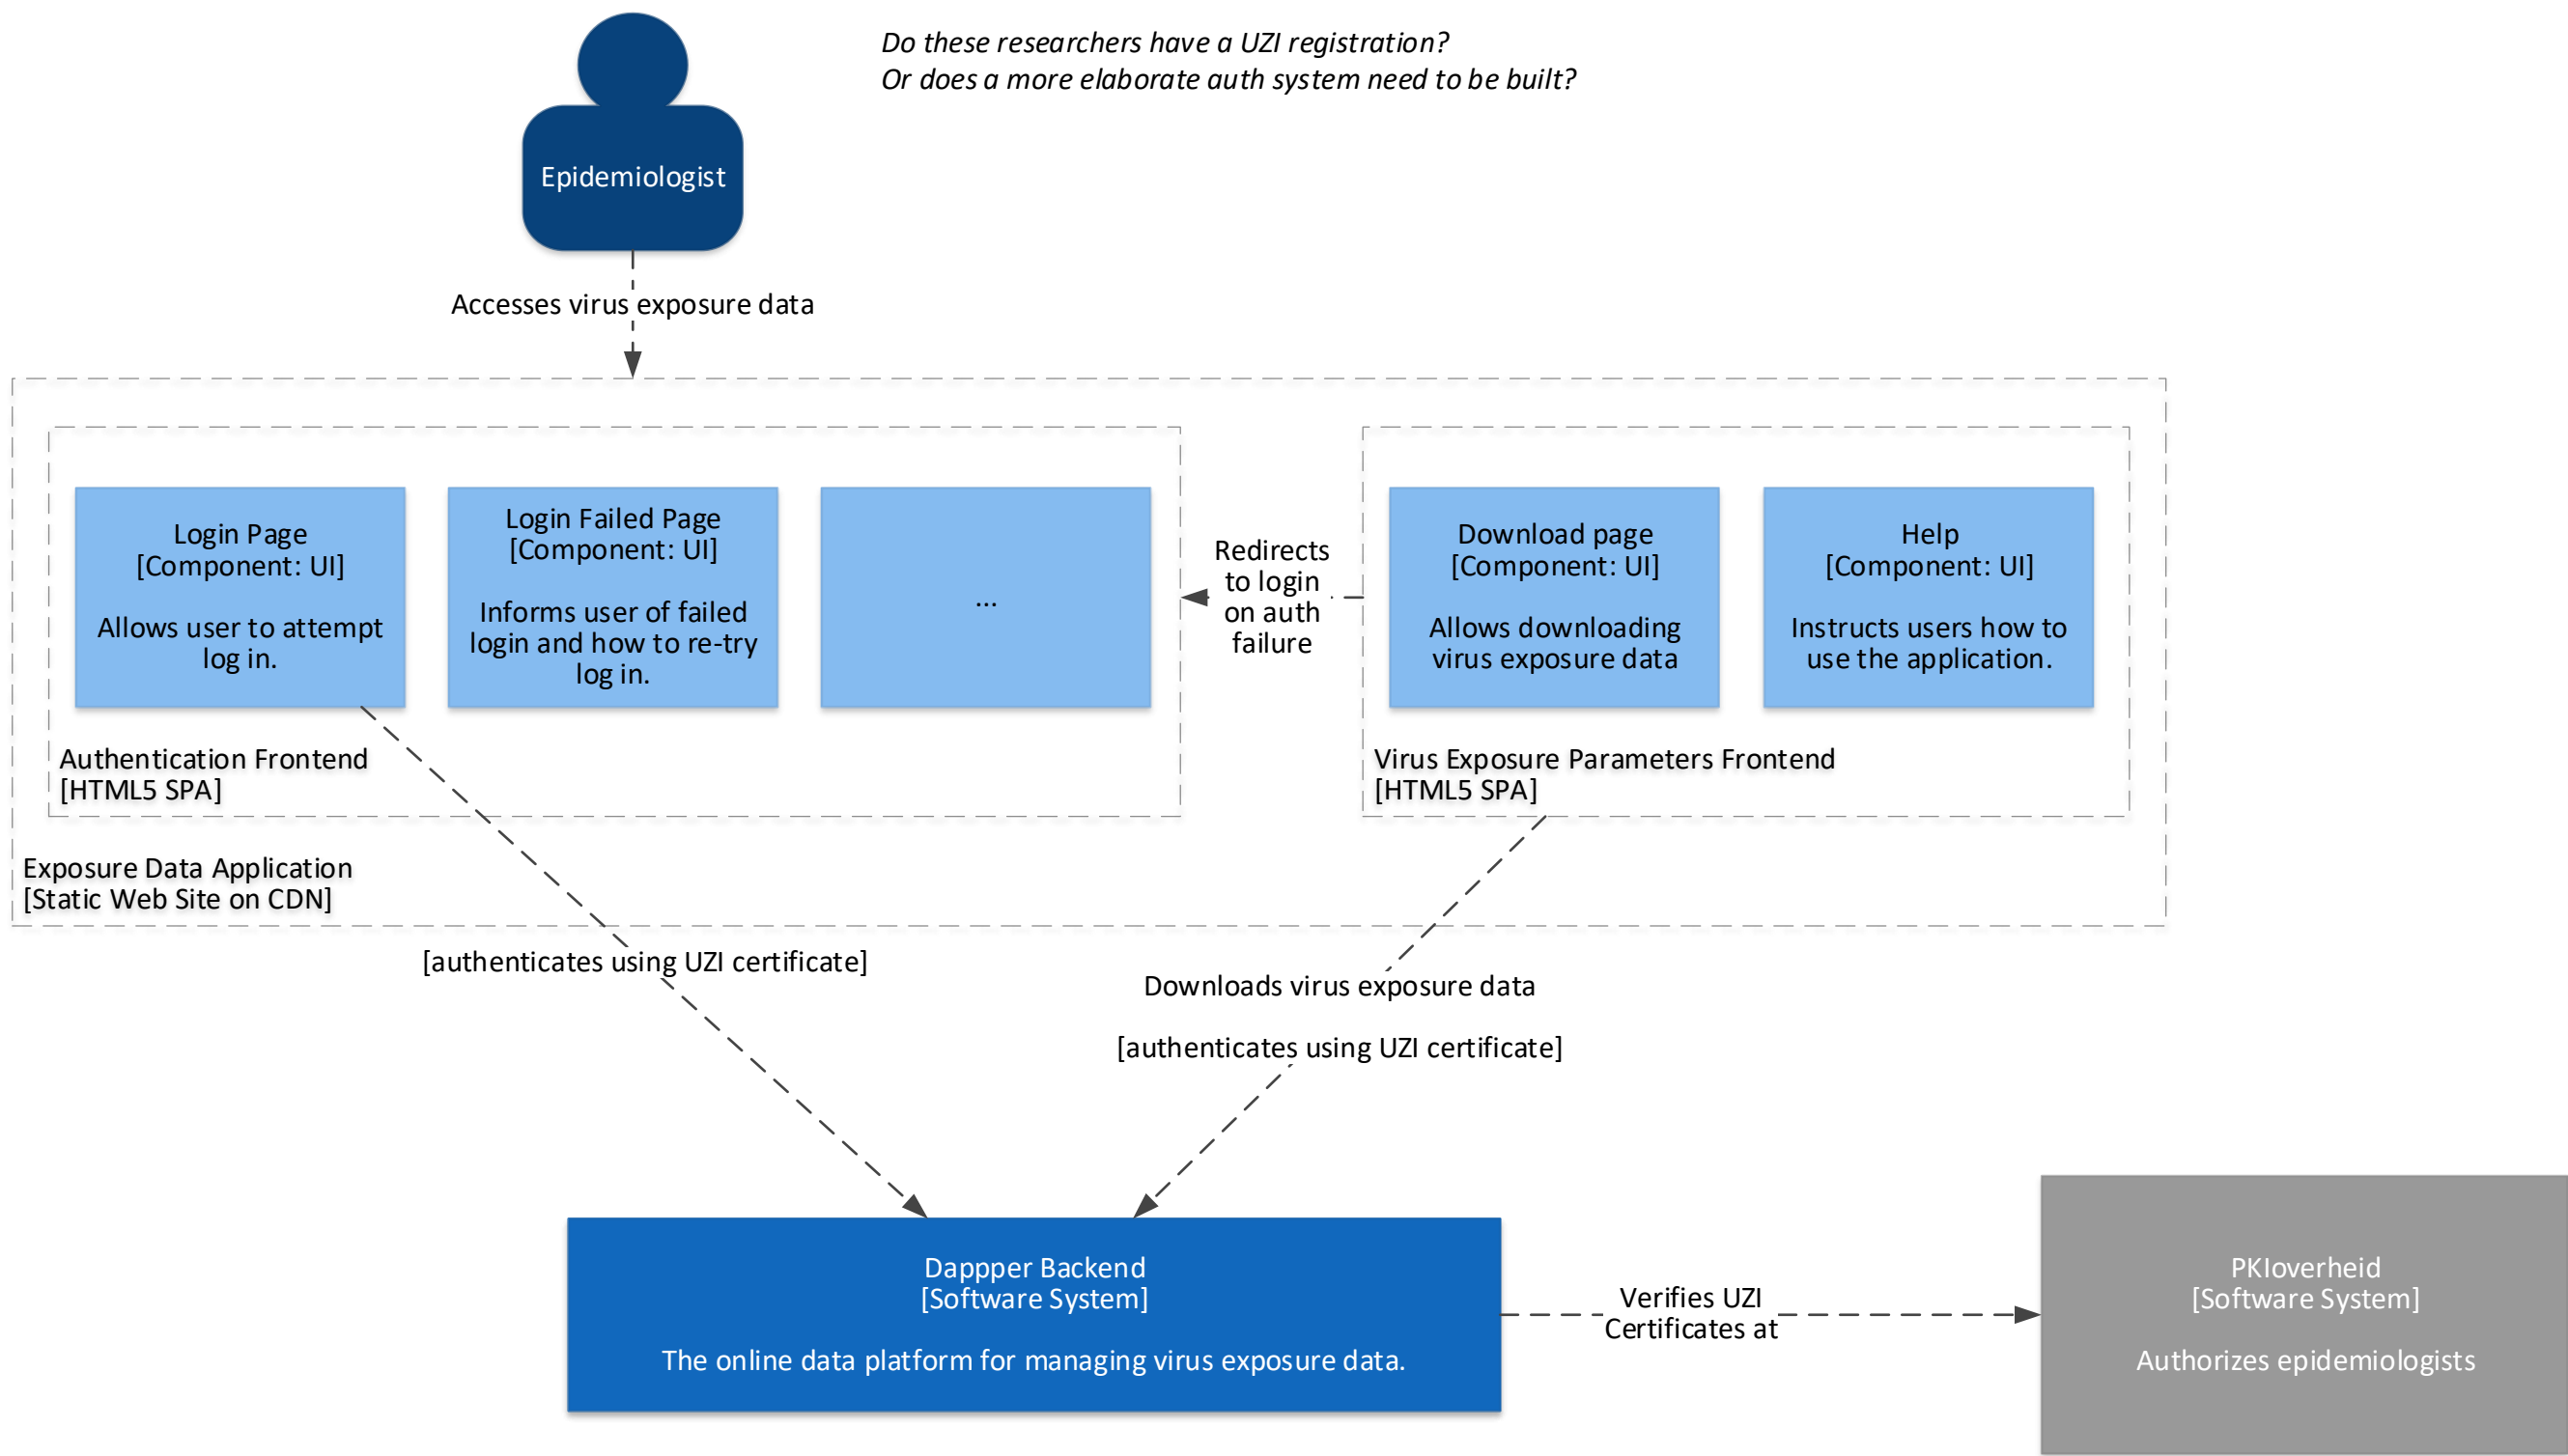 Do these researchers have a UZI registration?
Or does a more elaborate auth system need to be built?
Epidemiologist
Accesses virus exposure data
Login Page
[Component: UI]
Allows user to attempt
log in.
Login Failed Page
[Component: UI]
Informs user of failed
login and how to re-try
log in.
...
Redirects
to login
on auth
failure
Download page
[Component: UI]
Allows downloading
virus exposure data
Help
[Component: UI]
Instructs users how to
use the application.
Authentication Frontend
[HTML5 SPA]
Virus Exposure Parameters Frontend
[HTML5 SPA]
Exposure Data Application
[Static Web Site on CDN]
[authenticates using UZI certificate]
Downloads virus exposure data
[authenticates using UZI certificate]
Dappper Backend
[Software System]
The online data platform for managing virus exposure data.
Verifies UZI
Certificates at
PKIoverheid
[Software System]
Authorizes epidemiologists